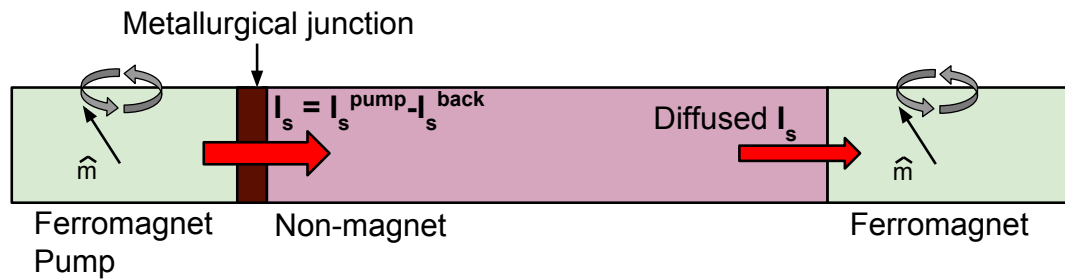 Metallurgical junction
I_s = I_s^pump-I_s^back
Diffused I_s
m̂
m̂
Ferromagnet
Pump
Non-magnet
Ferromagnet